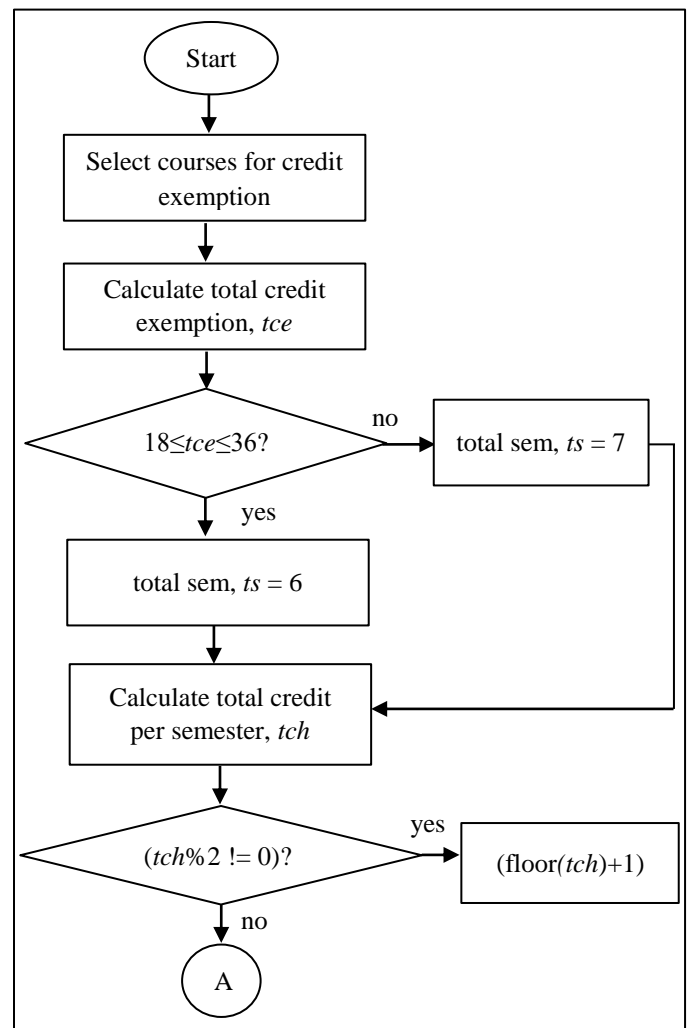 Start
Select courses for credit
exemption
Calculate total credit
exemption, tce
18≤tce≤36?
no
total sem, ts = 7
yes
total sem, ts = 6
Calculate total credit
per semester, tch
(tch%2 != 0)?
yes
(floor(tch)+1)
no
A